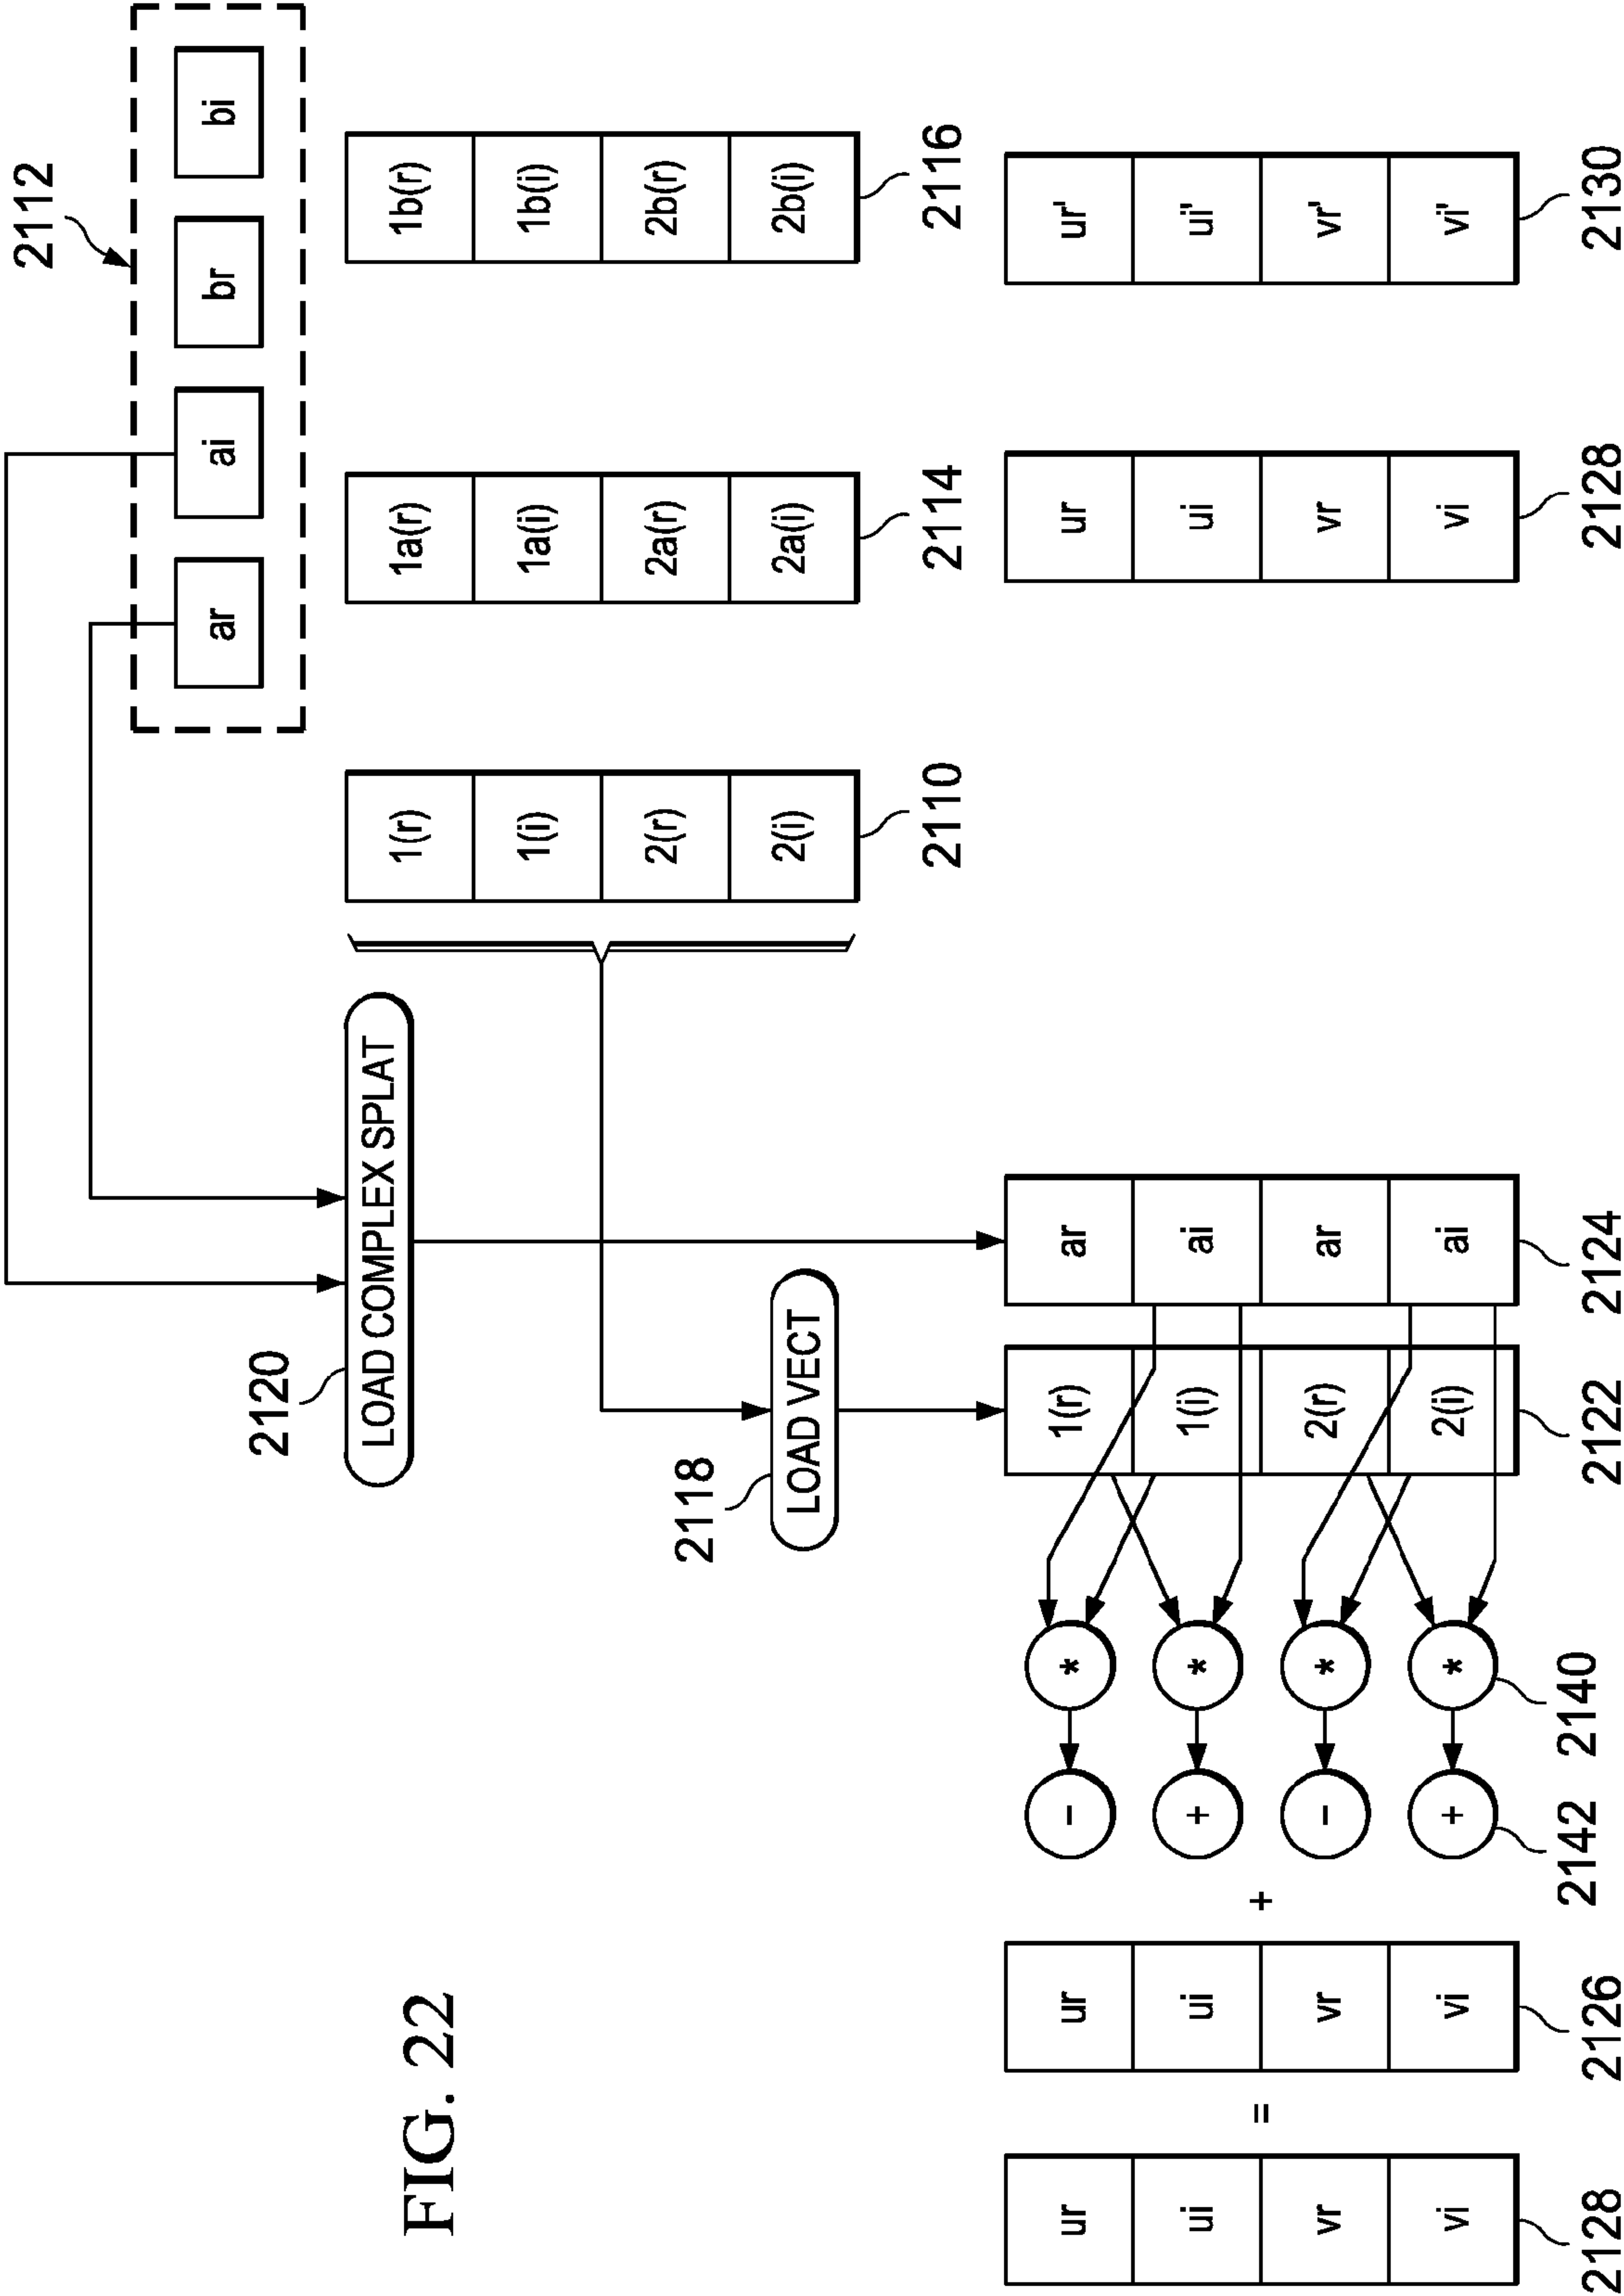 2112
ar ai br bi
2120
LOAD COMPLEX SPLAT
FIG. 22
1(r) 1a(r) 1b(r)
1(i) 1a(i) 1b(i)
2(r) 2a(r) 2b(r)
2(i) 2a(i) 2b(i)
2110 2114 2116
2118
LOAD VECT
ur ur - * 1(r) ar ur ur'
ui ui + * 1(i) ai ui ui'
= +
vr vr - * 2(r) ar vr vr'
vi vi + * 2(i) ai vi vi'
2128 2126 2142 2140 2122 2124 2128 2130